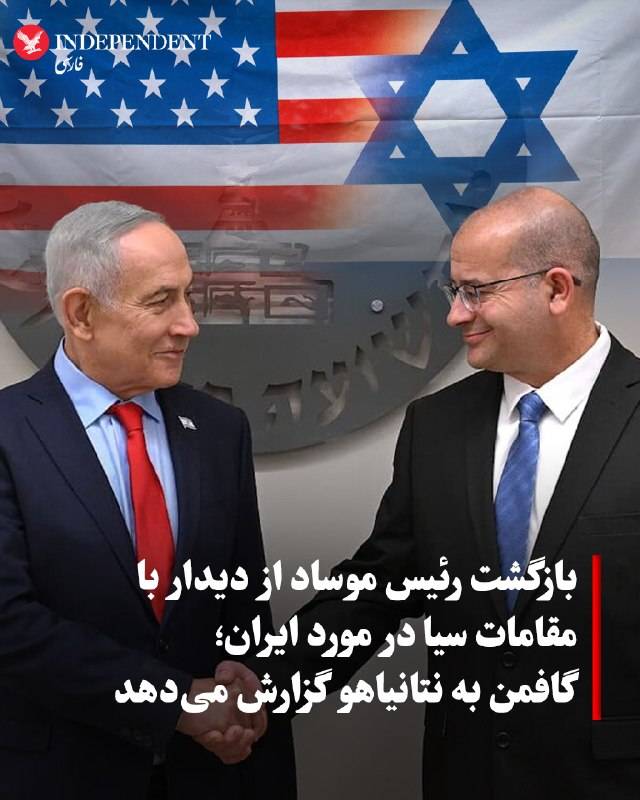 INDEPENDENT
فارسی
بازگشت رئیس موساد از دیدار با
مقامات سیا در مورد ایران؛
گافمن به نتانیاهو گزارش می‌دهد